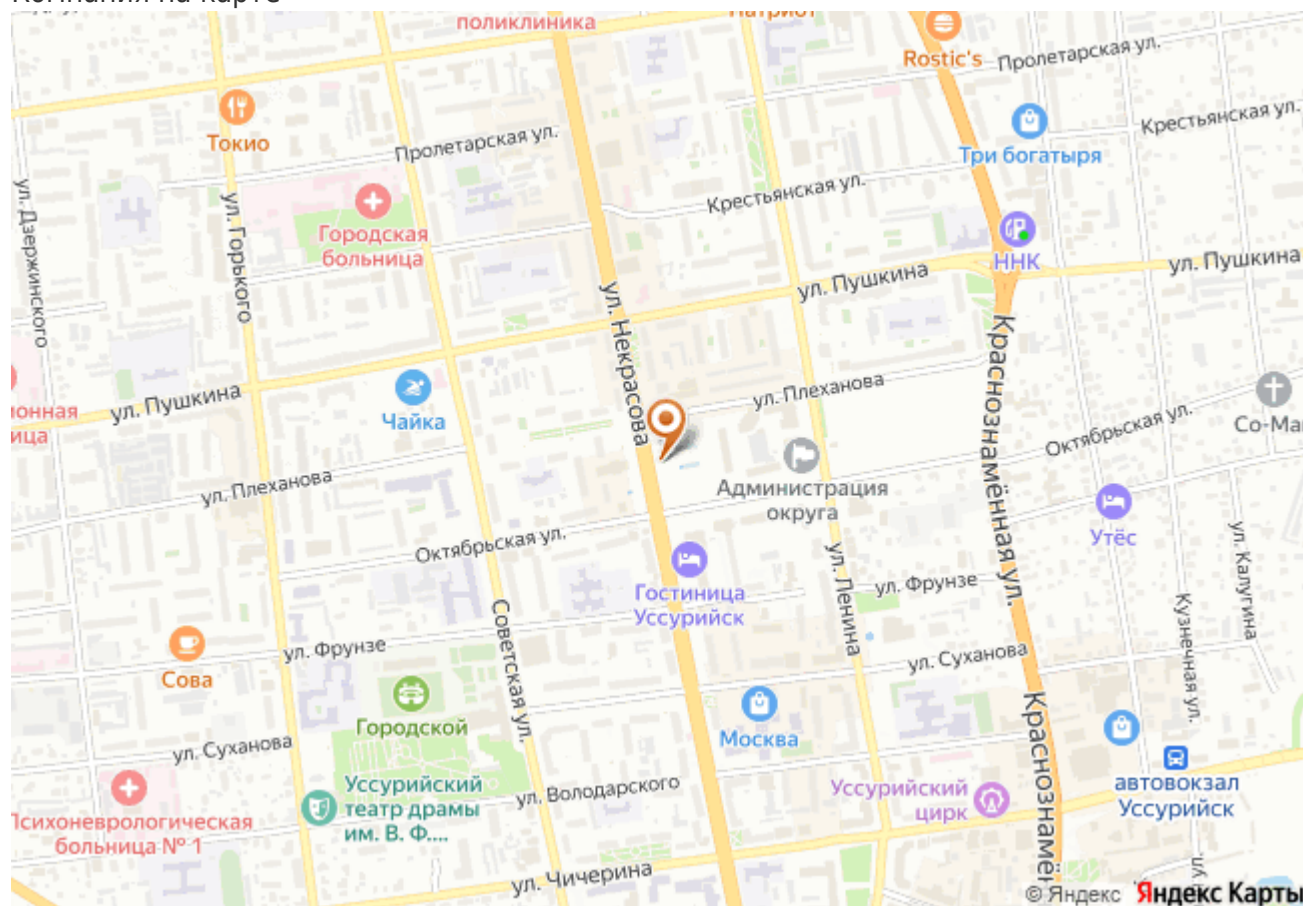 Компания на карте
поликлиника
Патриот
Rostic's
Пролетарская ул.
Токио
Три богатыря
Крестьянская ул.
Пролетарская ул.
Крестьянская ул.
ул. Дзержинского
ул. Горького
Городская
больница
ННК
ул. Пушкина
ул. Пушкина
ул. Некрасова
Краснознамённая ул.
ул. Пушкина
Чайка
ул. Плеханова
Октябрьская ул.
ул. Плеханова
Администрация
округа
Утёс
Октябрьская ул.
ул. Калугина
Гостиница
Уссурийск
ул. Ленина
ул. Фрунзе
Кузнечная ул.
Советская ул.
ул. Фрунзе
Сова
ул. Суханова
Городской
Москва
ул. Суханова
Уссурийский
театр драмы
им. В. Ф....
ул. Володарского
Уссурийский
цирк
автовокзал
Уссурийск
Психоневрологическая
больница № 1
ул. Чичерина
© Яндекс Яндекс Карты